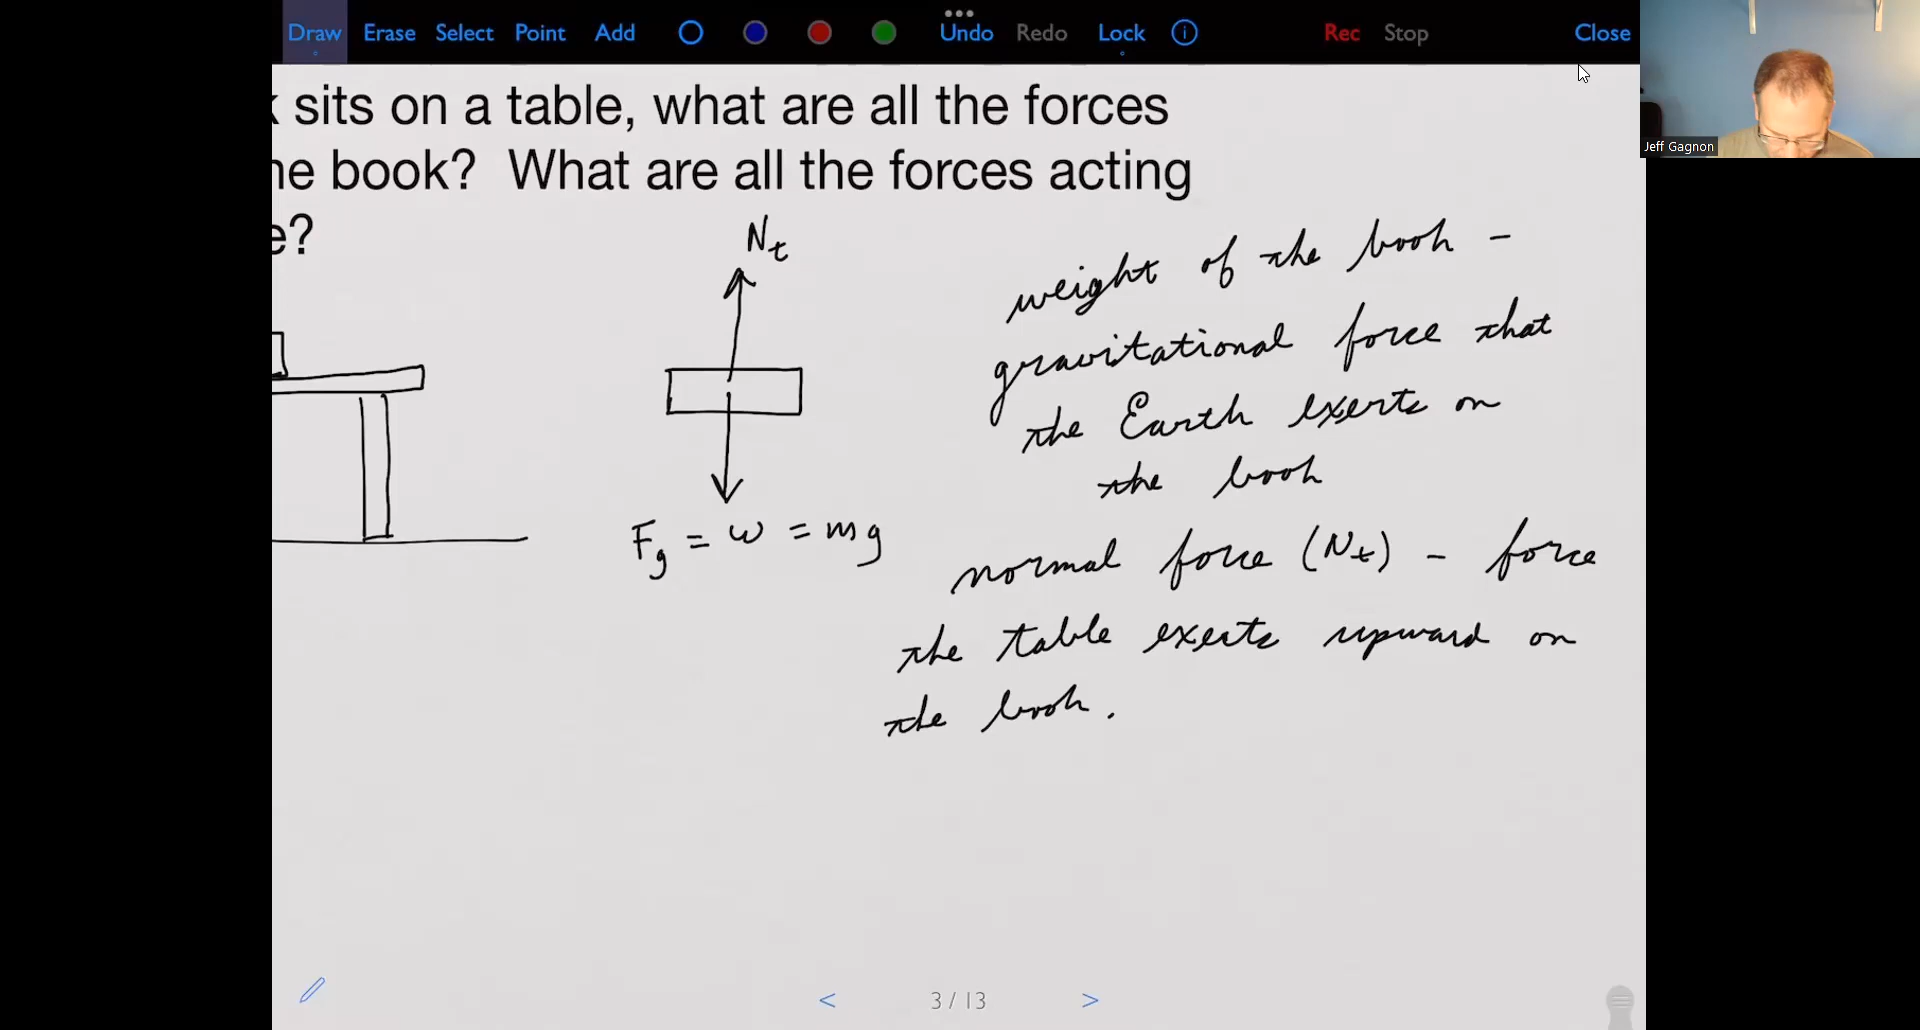 Draw Erase Select Point Add Undo Redo Lock i Rec Stop Close
Jeff Gagnon
k sits on a table, what are all the forces
he book? What are all the forces acting
e?
Nt
weight of the book -
gravitational force that
the Earth exerts on
the book
Fg = w = mg
normal force (Nt) - force
the table exerts upward on
the book.
< 3 / 13 >